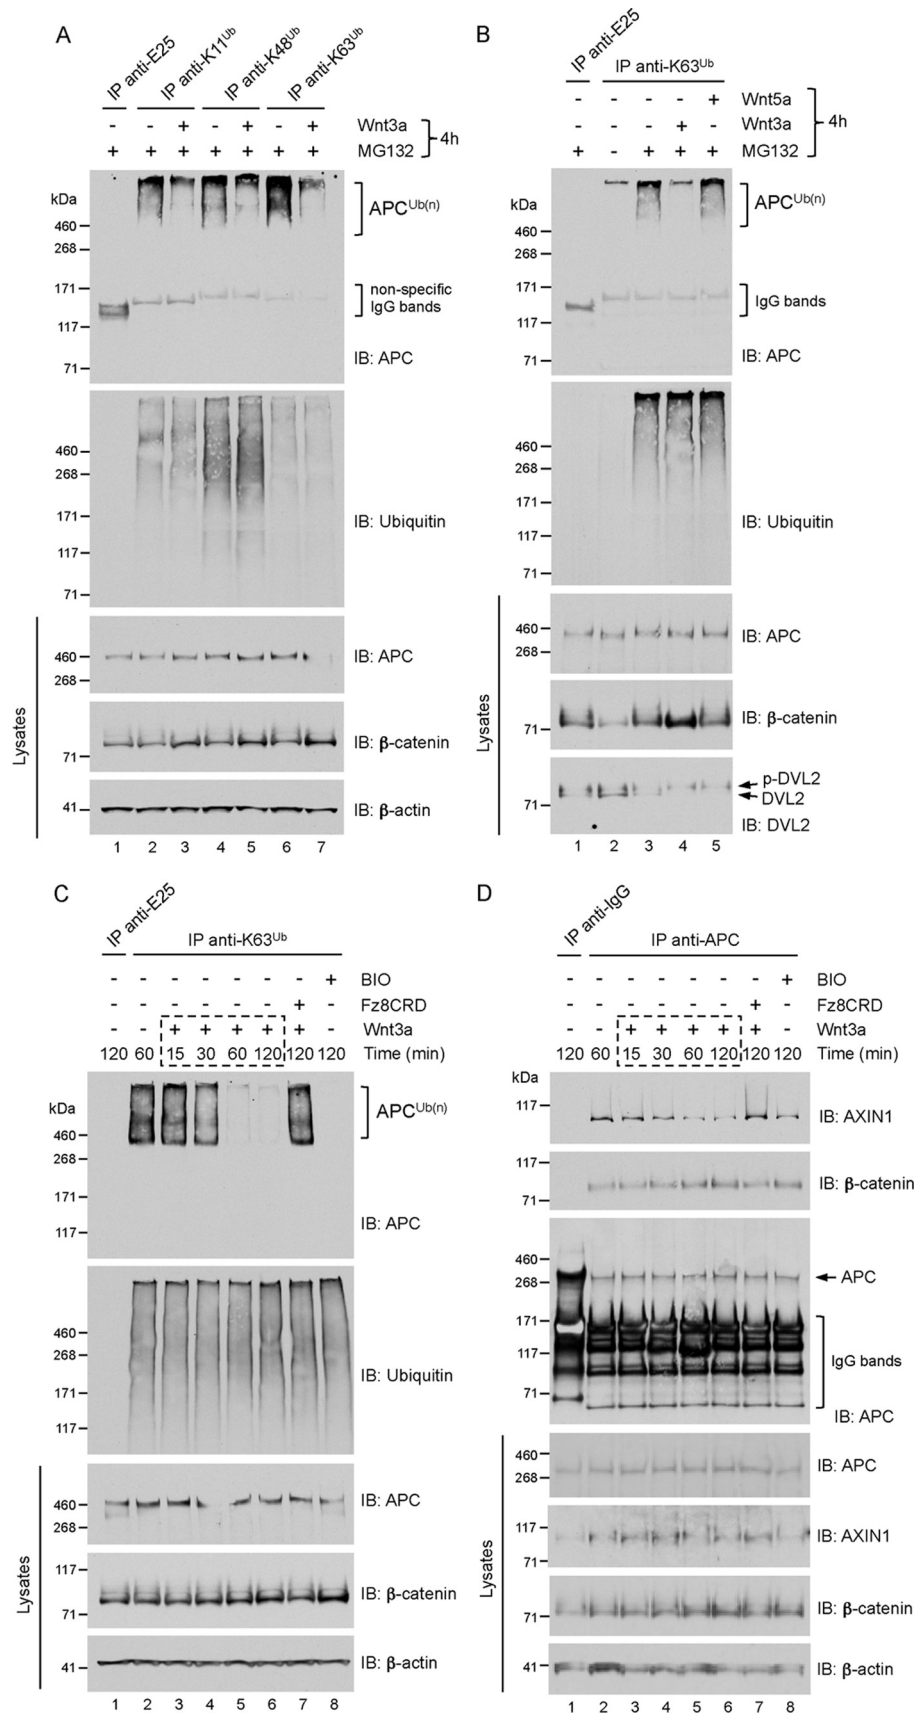 A
IP anti-E25
IP anti-K11Ub
IP anti-K48Ub
IP anti-K63Ub
- - + - + - + Wnt3a
+ + + + + + + MG132
4h
kDa
460
268
171
117
71
APCUb(n)
non-specific
IgG bands
IB: APC
460
268
171
117
71
IB: Ubiquitin
Lysates
460
268
IB: APC
71
IB: β-catenin
41
IB: β-actin
1 2 3 4 5 6 7
B
IP anti-E25
IP anti-K63Ub
- - - - + Wnt5a
- - - + - Wnt3a
+ - + + + MG132
4h
kDa
460
268
171
117
71
APCUb(n)
IgG bands
IB: APC
460
268
171
117
71
IB: Ubiquitin
Lysates
460
268
IB: APC
71
IB: β-catenin
71
p-DVL2
DVL2
IB: DVL2
1 2 3 4 5
C
IP anti-E25
IP anti-K63Ub
- - - - - - - + BIO
- - - - - - + - Fz8CRD
- - + + + + + - Wnt3a
120 60 15 30 60 120 120 120 Time (min)
kDa
460
268
171
117
APCUb(n)
IB: APC
460
268
171
117
IB: Ubiquitin
Lysates
460
268
IB: APC
117
71
IB: β-catenin
41
IB: β-actin
1 2 3 4 5 6 7 8
D
IP anti-IgG
IP anti-APC
- - - - - - - + BIO
- - - - - - + - Fz8CRD
- - + + + + + - Wnt3a
120 60 15 30 60 120 120 120 Time (min)
kDa
117
IB: AXIN1
117
71
IB: β-catenin
460
268
171
117
71
APC
IgG bands
IB: APC
Lysates
460
268
IB: APC
117
71
IB: AXIN1
71
IB: β-catenin
41
IB: β-actin
1 2 3 4 5 6 7 8